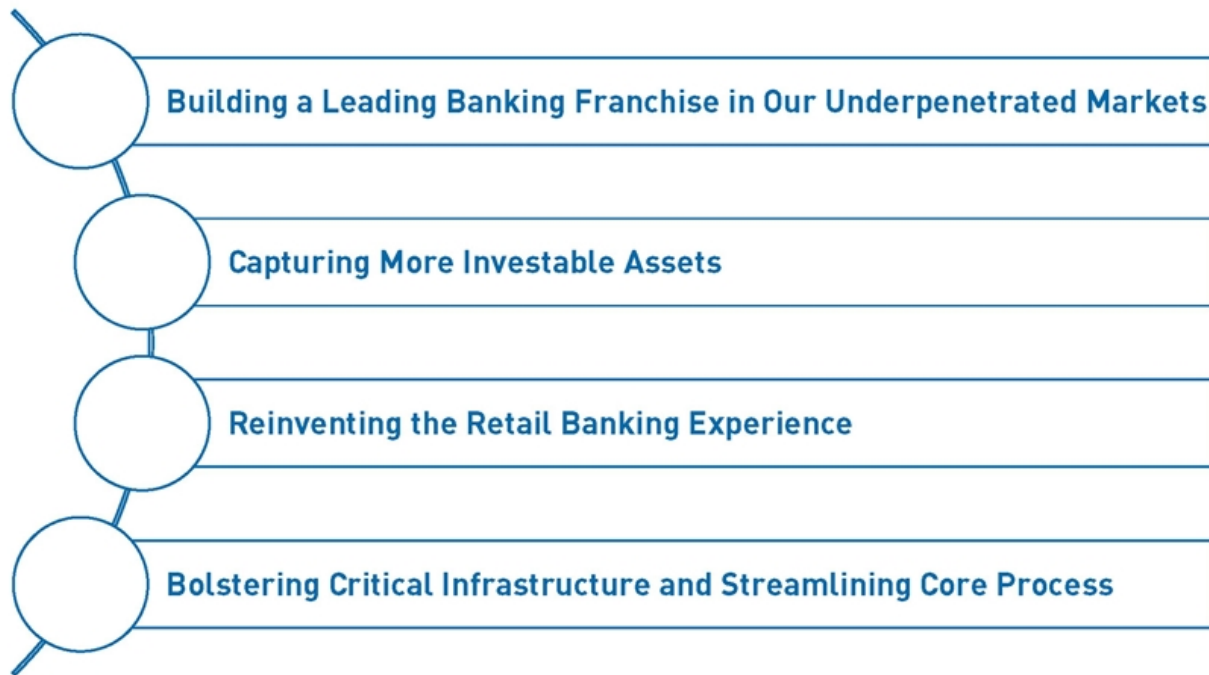 Building a Leading Banking Franchise in Our Underpenetrated Markets
Capturing More Investable Assets
Reinventing the Retail Banking Experience
Bolstering Critical Infrastructure and Streamlining Core Process